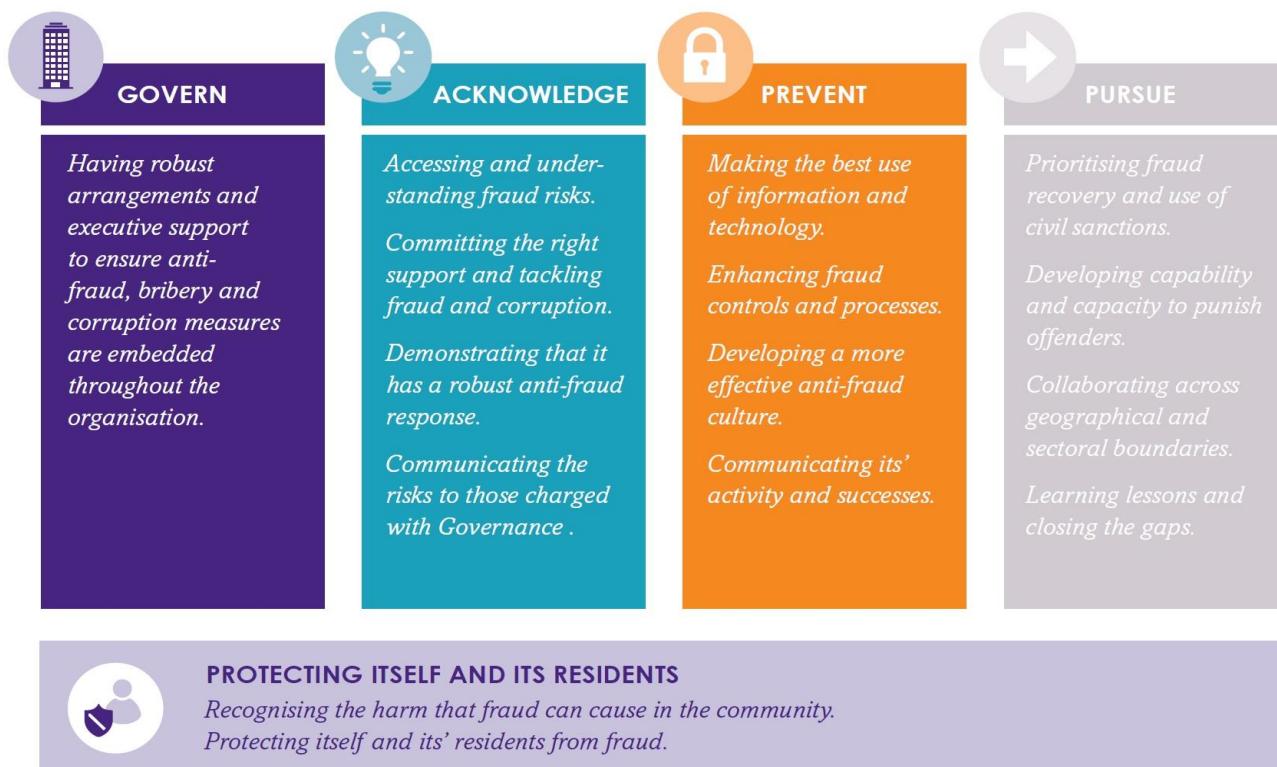 GOVERN
Having robust
arrangements and
executive support
to ensure anti-
fraud, bribery and
corruption measures
are embedded
throughout the
organisation.
ACKNOWLEDGE
Accessing and under-
standing fraud risks.
Committing the right
support and tackling
fraud and corruption.
Demonstrating that it
has a robust anti-fraud
response.
Communicating the
risks to those charged
with Governance .
PREVENT
Making the best use
of information and
technology.
Enhancing fraud
controls and processes.
Developing a more
effective anti-fraud
culture.
Communicating its’
activity and successes.
PURSUE
Prioritising fraud
recovery and use of
civil sanctions.
Developing capability
and capacity to punish
offenders.
Collaborating across
geographical and
sectoral boundaries.
Learning lessons and
closing the gaps.
PROTECTING ITSELF AND ITS RESIDENTS
Recognising the harm that fraud can cause in the community.
Protecting itself and its’ residents from fraud.